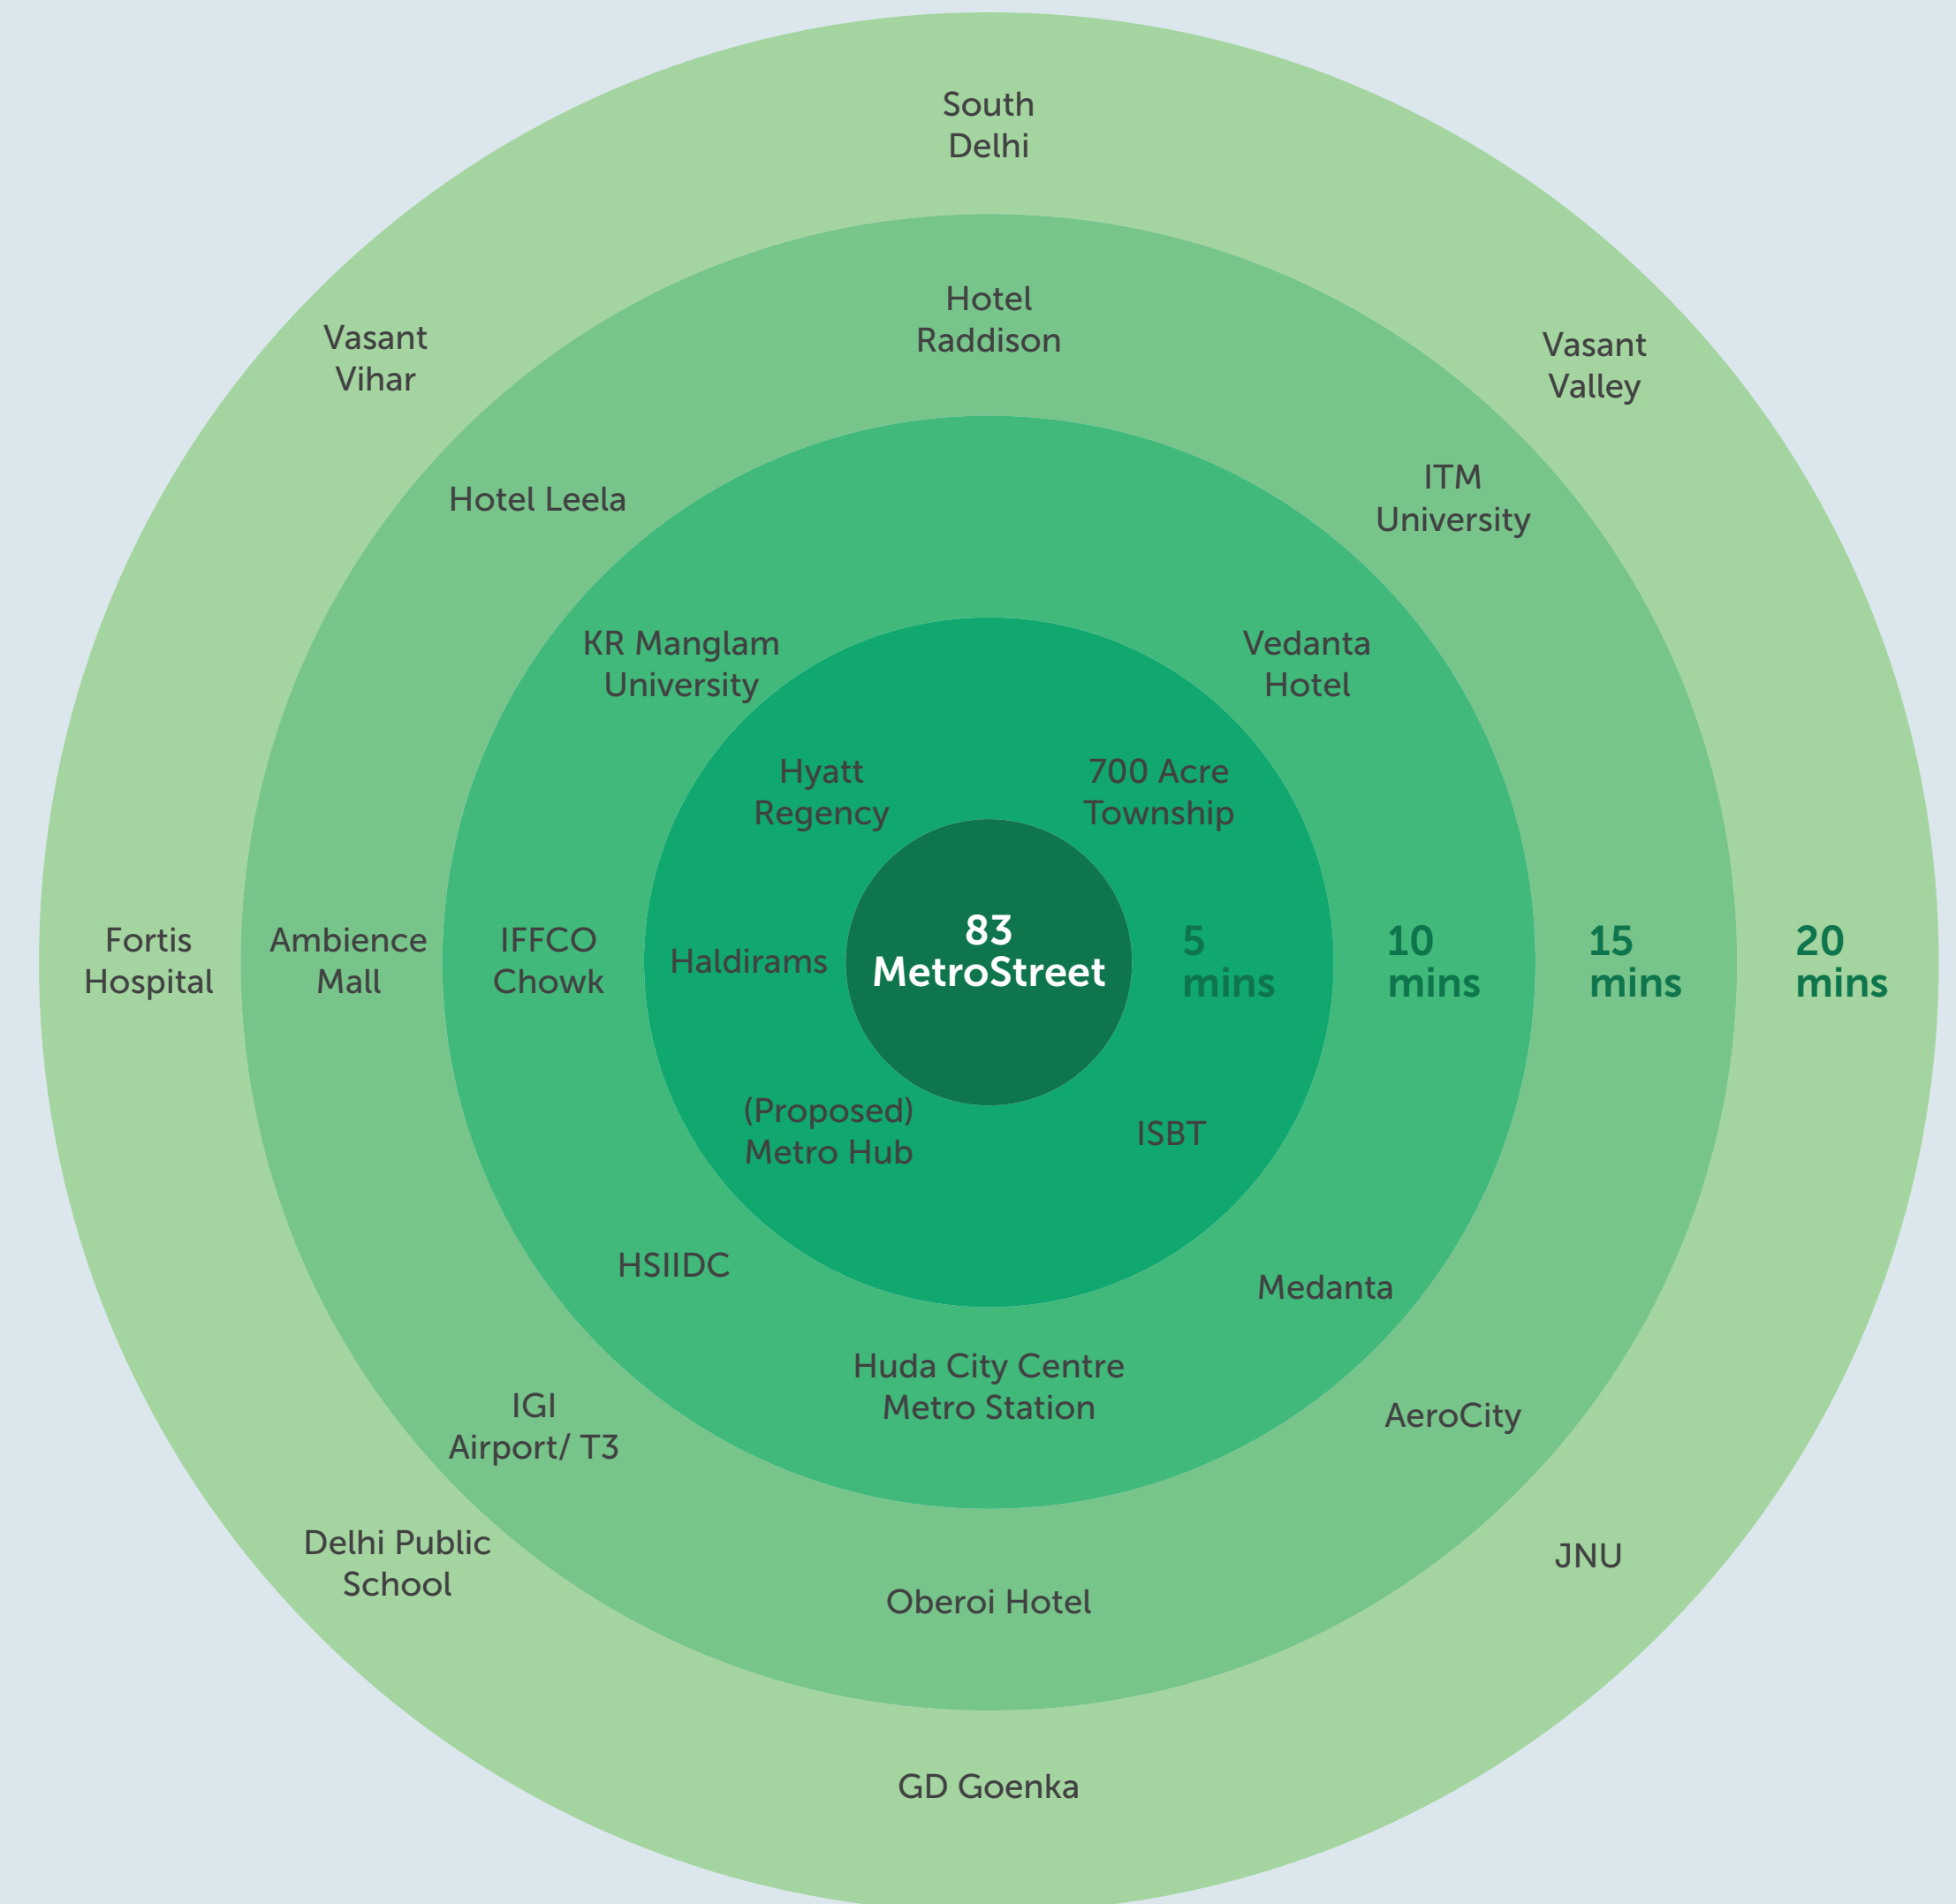 South
Delhi
Hotel
Raddison
Vasant
Vihar
Vasant
Valley
Hotel Leela
ITM
University
KR Manglam
University
Vedanta
Hotel
Hyatt
Regency
700 Acre
Township
Fortis
Hospital
Ambience
Mall
IFFCO
Chowk
Haldirams
83
MetroStreet
5
mins
10
mins
15
mins
20
mins
(Proposed)
Metro Hub
ISBT
HSIIDC
Medanta
Huda City Centre
Metro Station
IGI
Airport/ T3
AeroCity
Delhi Public
School
JNU
Oberoi Hotel
GD Goenka